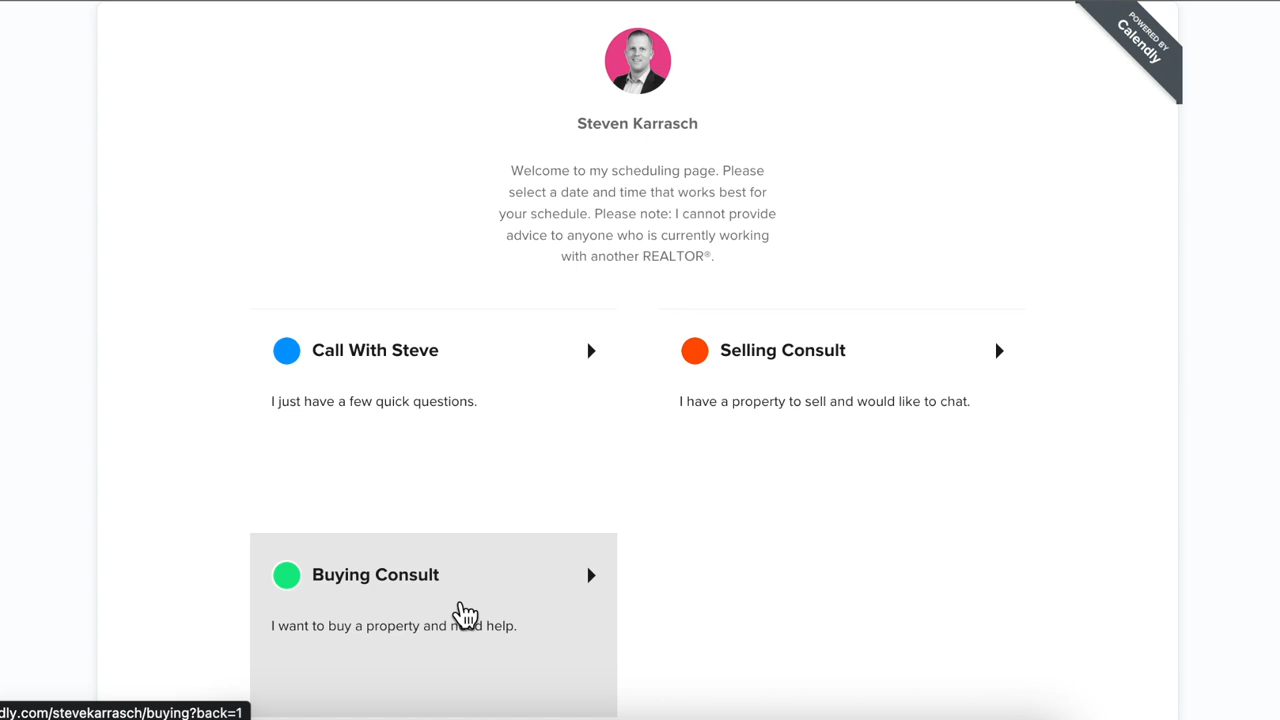 POWERED BY
Calendly
Steven Karrasch
Welcome to my scheduling page. Please
select a date and time that works best for
your schedule. Please note: I cannot provide
advice to anyone who is currently working
with another REALTOR®.
Call With Steve
I just have a few quick questions.
Selling Consult
I have a property to sell and would like to chat.
Buying Consult
I want to buy a property and need help.
dly.com/stevekarrasch/buying?back=1